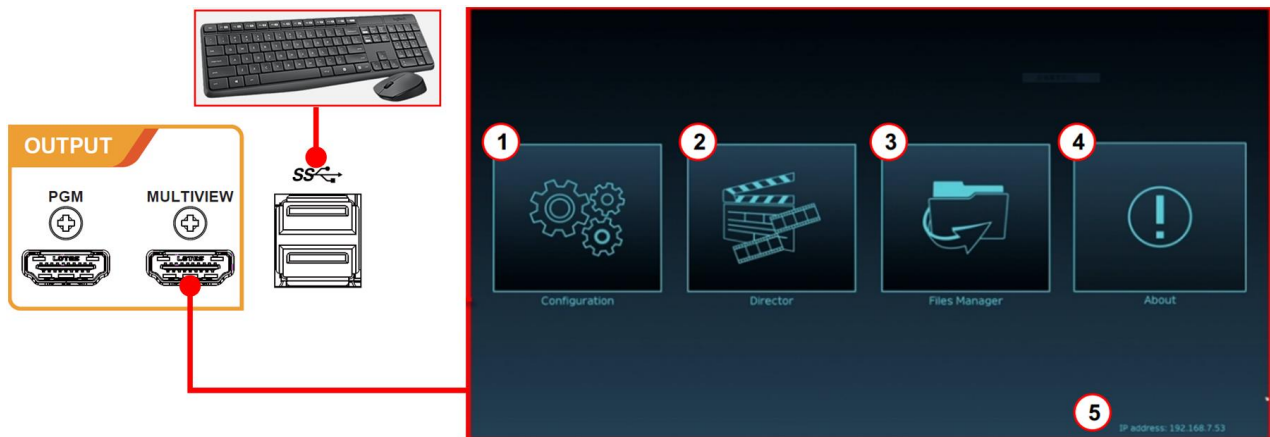 OUTPUT
PGM
MULTIVIEW
SS
1
2
3
4
Configuration
Director
Files Manager
About
5
IP address: 192.168.7.53